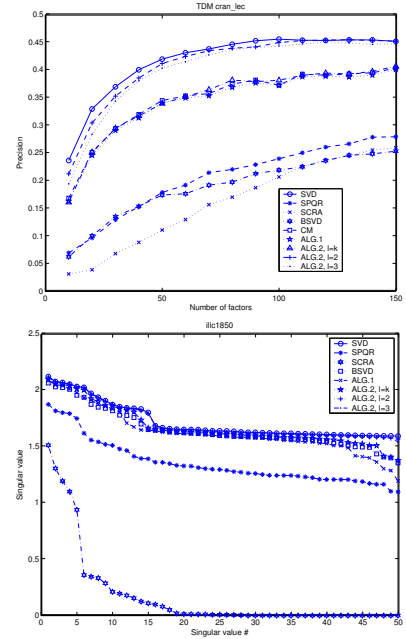 TDM cran_lec
0.5
0.45
0.4
0.35
0.3
0.25
0.2
0.15
0.1
0.05
0
Precision
SVD
SPQR
SCRA
BSVD
CM
ALG.1
ALG.2, l=k
ALG.2, l=2
ALG.2, l=3
0 50 100 150
Number of factors
illc1850
2.5
2
1.5
1
0.5
0
Singular value
SVD
SPQR
SCRA
BSVD
ALG.1
ALG.2, l=k
ALG.2, l=2
ALG.2, l=3
0 5 10 15 20 25 30 35 40 45 50
Singular value #